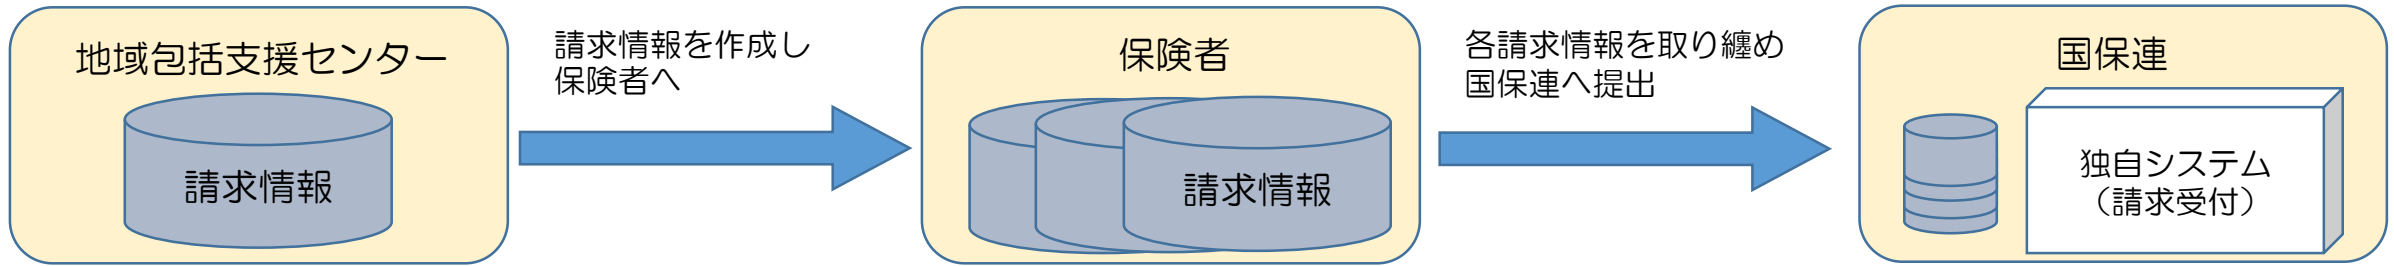 地域包括支援センター
請求情報
請求情報を作成し
保険者へ
保険者
請求情報
各請求情報を取り纏め
国保連へ提出
国保連
独自システム
（請求受付）